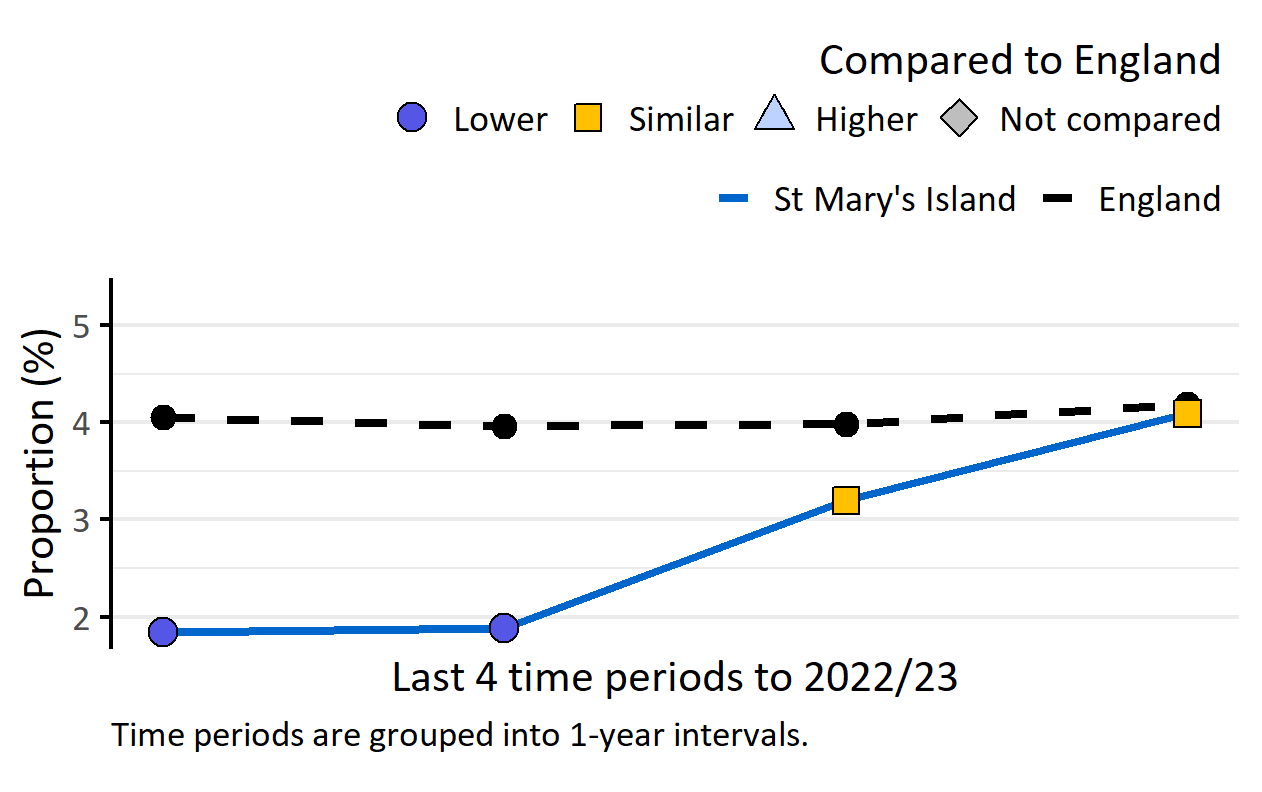 Compared to England
Lower Similar Higher Not compared
St Mary's Island England
Proportion (%)
5
4
3
2
Last 4 time periods to 2022/23
Time periods are grouped into 1-year intervals.